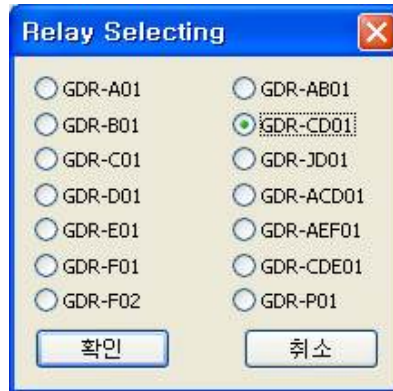 Relay Selecting
GDR-A01 GDR-AB01
GDR-B01 GDR-CD01
GDR-C01 GDR-JD01
GDR-D01 GDR-ACD01
GDR-E01 GDR-AEF01
GDR-F01 GDR-CDE01
GDR-F02 GDR-P01
확인 취소